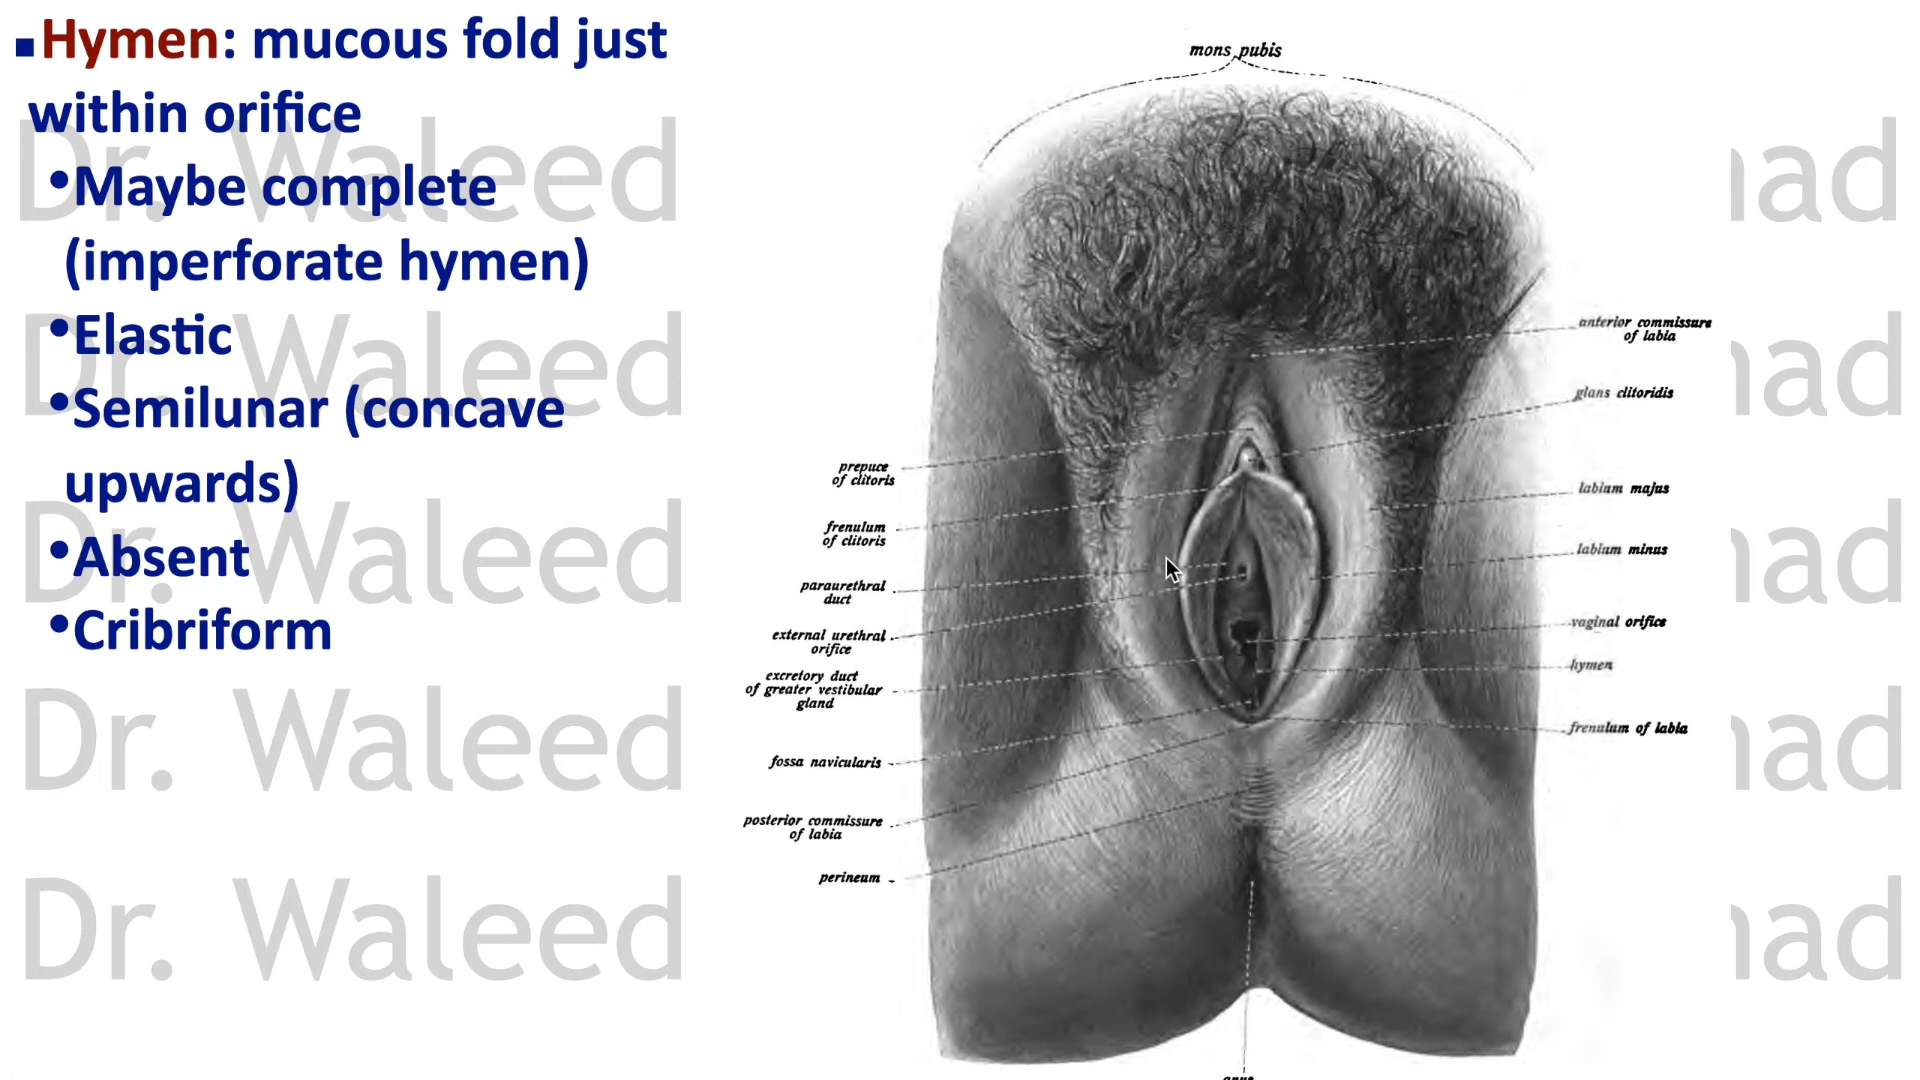 ▪Hymen: mucous fold just
within orifice
•Maybe complete
(imperforate hymen)
•Elastic
•Semilunar (concave
upwards)
•Absent
•Cribriform
mons pubis
anterior commissure
of labia
glans clitoridis
labium majus
labium minus
vaginal orifice
hymen
frenulum of labia
prepuce
of clitoris
frenulum
of clitoris
paraurethral
duct
external urethral
orifice
excretory duct
of greater vestibular
gland
fossa navicularis
posterior commissure
of labia
perineum
anus
Dr. Waleed
Dr. Waleed
Dr. Waleed
Dr. Waleed
Dr. Waleed